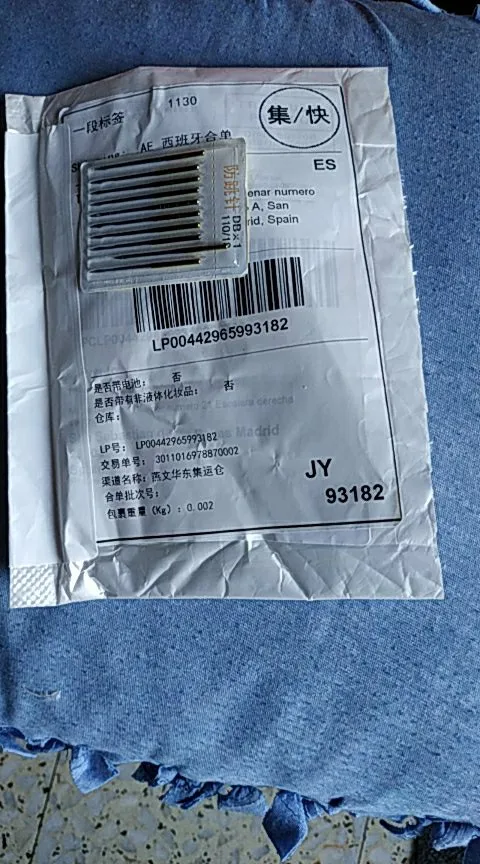 一段标签
1130
集/快
AE 西班牙合单
ES
enar numero
A, San
rid, Spain
防跳针 DB×1
LP00442965993182
是否带电池: 否
是否带有非液体化妆品: 否
仓库:
LP号: LP00442965993182
交易单号: 3011016978870002
渠道名称: 西文华东集运仓
合单批次号:
包裹重量 (Kg): 0.002
JY
93182